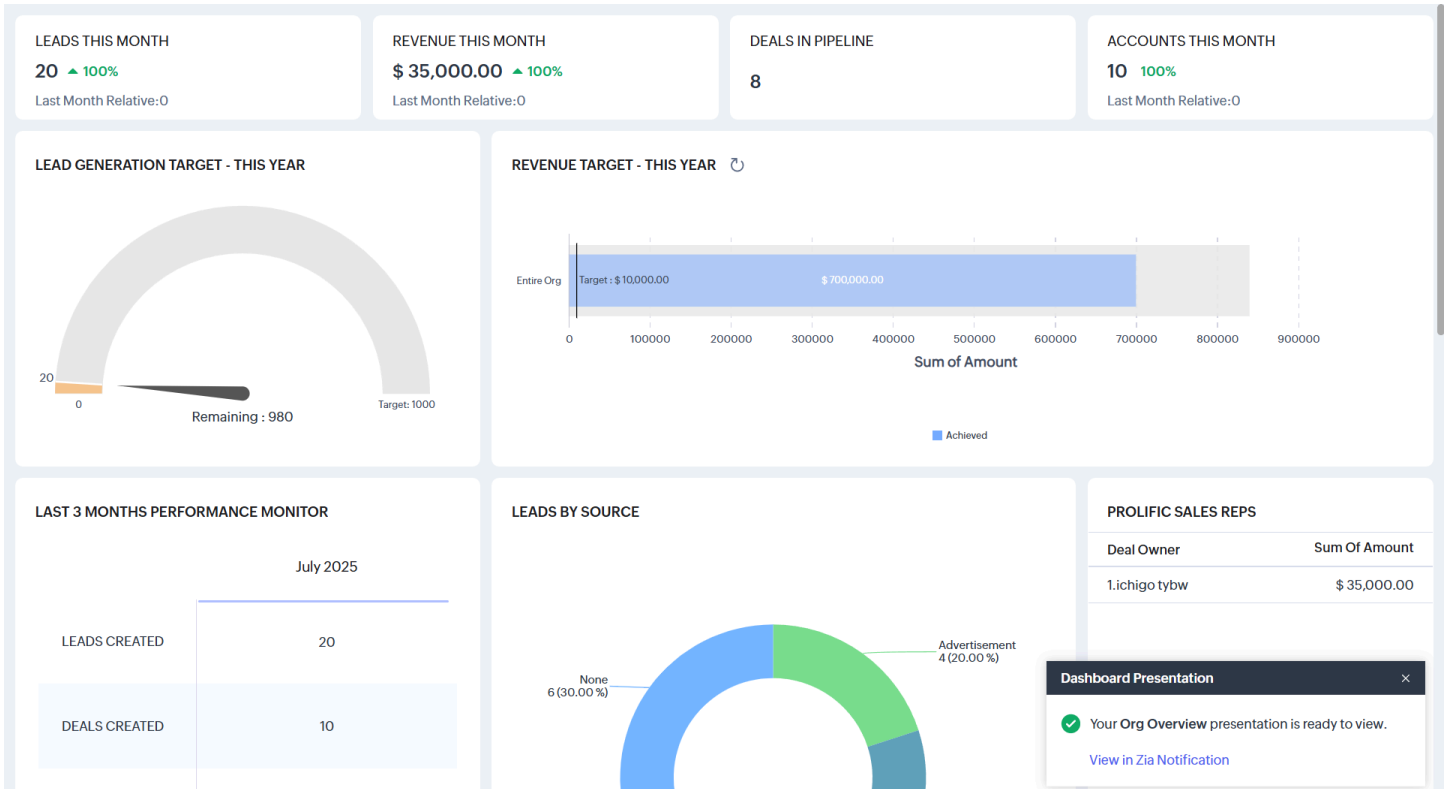 LEADS THIS MONTH
20 100%
Last Month Relative:0
REVENUE THIS MONTH
$ 35,000.00 100%
Last Month Relative:0
DEALS IN PIPELINE
8
ACCOUNTS THIS MONTH
10 100%
Last Month Relative:0
LEAD GENERATION TARGET - THIS YEAR
20
0
Target: 1000
Remaining : 980
REVENUE TARGET - THIS YEAR
Entire Org
Target : $ 10,000.00
$ 700,000.00
0 100000 200000 300000 400000 500000 600000 700000 800000 900000
Sum of Amount
Achieved
LAST 3 MONTHS PERFORMANCE MONITOR
July 2025
LEADS CREATED 20
DEALS CREATED 10
LEADS BY SOURCE
None
6 (30.00 %)
Advertisement
4 (20.00 %)
PROLIFIC SALES REPS
Deal Owner Sum Of Amount
1.ichigo tybw $ 35,000.00
Dashboard Presentation
Your Org Overview presentation is ready to view.
View in Zia Notification